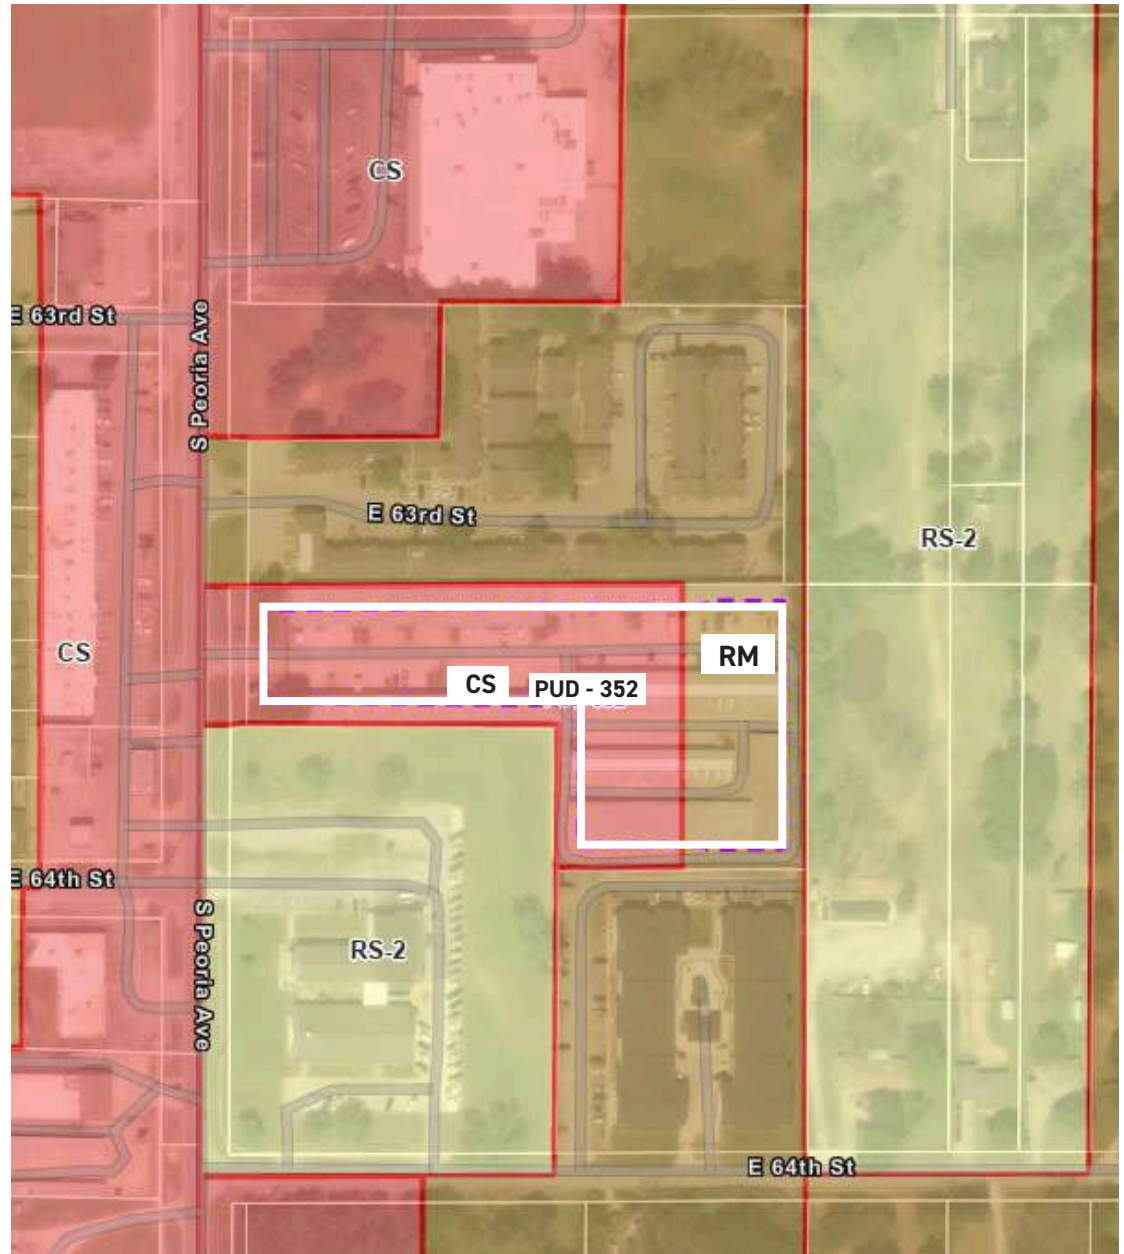 CS
E 63rd St
S Peoria Ave
E 63rd St
RS-2
CS
RM
CS
PUD - 352
E 64th St
S Peoria Ave
RS-2
E 64th St